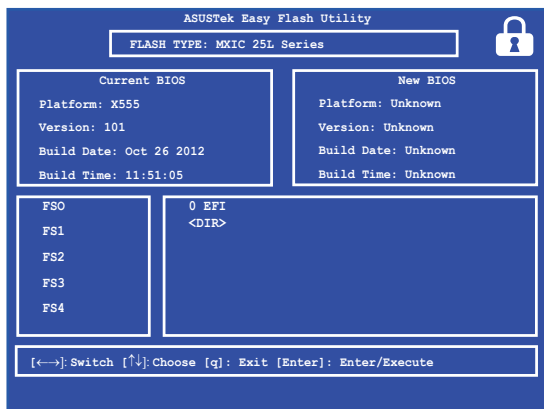 ASUSTek Easy Flash Utility
FLASH TYPE: MXIC 25L Series
Current BIOS
Platform: X555
Version: 101
Build Date: Oct 26 2012
Build Time: 11:51:05
New BIOS
Platform: Unknown
Version: Unknown
Build Date: Unknown
Build Time: Unknown
FSO
FS1
FS2
FS3
FS4
0 EFI
<DIR>
[←→]: Switch [↑↓]: Choose [q]: Exit [Enter]: Enter/Execute